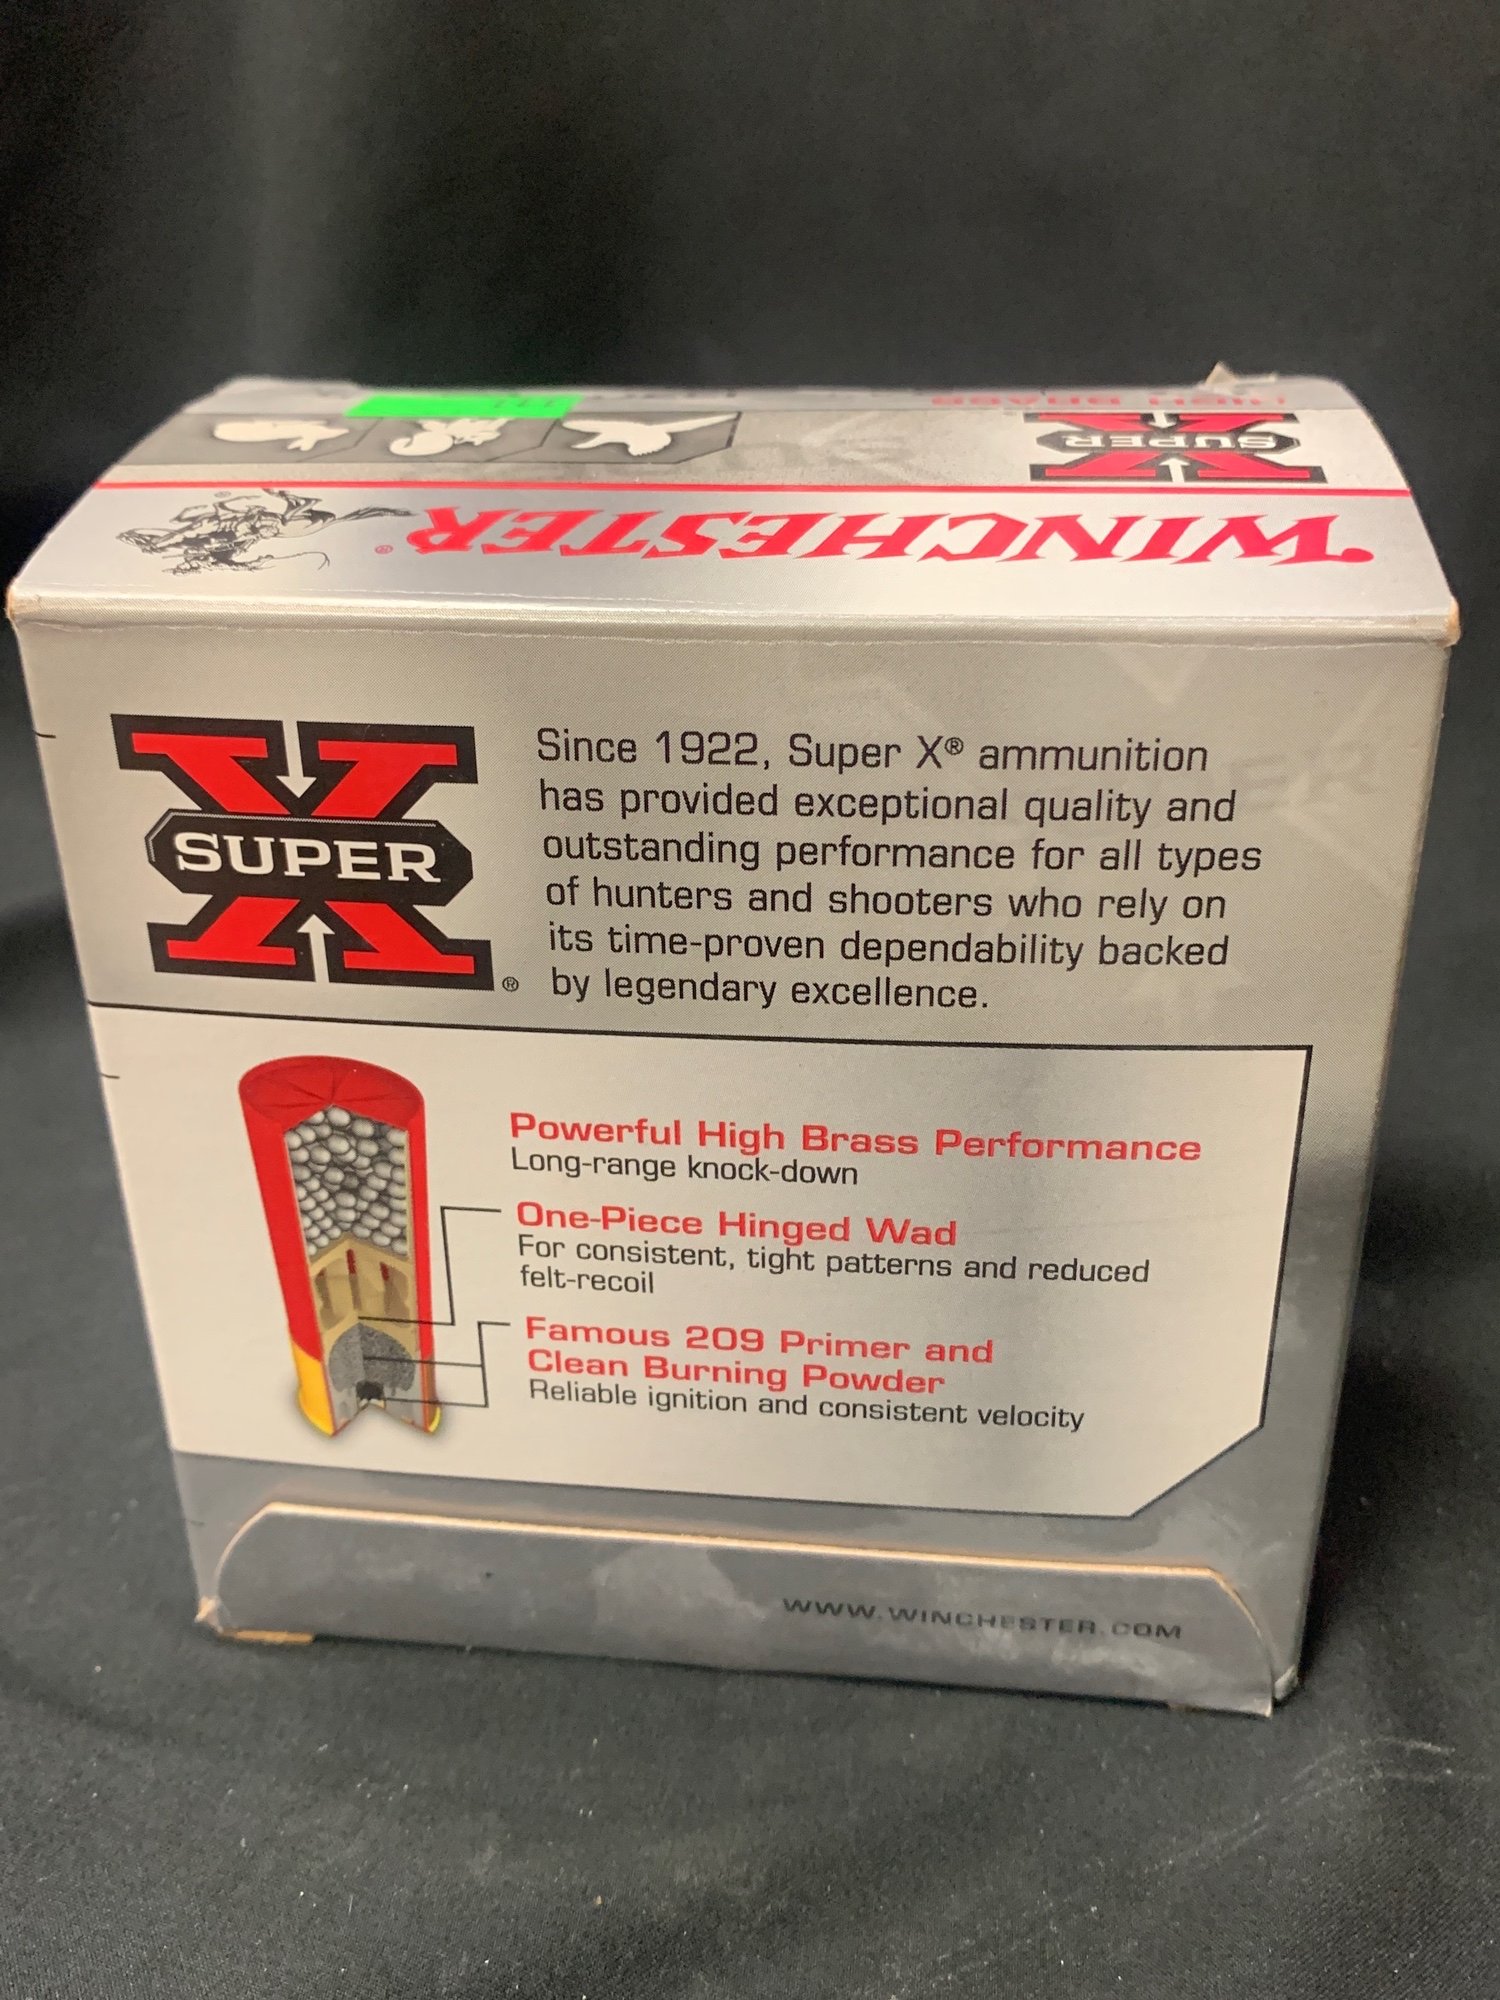 HIGH BRASS
SUPER X
WINCHESTER®
SUPER X ®
Since 1922, Super X® ammunition
has provided exceptional quality and
outstanding performance for all types
of hunters and shooters who rely on
its time-proven dependability backed
by legendary excellence.
Powerful High Brass Performance
Long-range knock-down
One-Piece Hinged Wad
For consistent, tight patterns and reduced
felt-recoil
Famous 209 Primer and
Clean Burning Powder
Reliable ignition and consistent velocity
WWW.WINCHESTER.COM